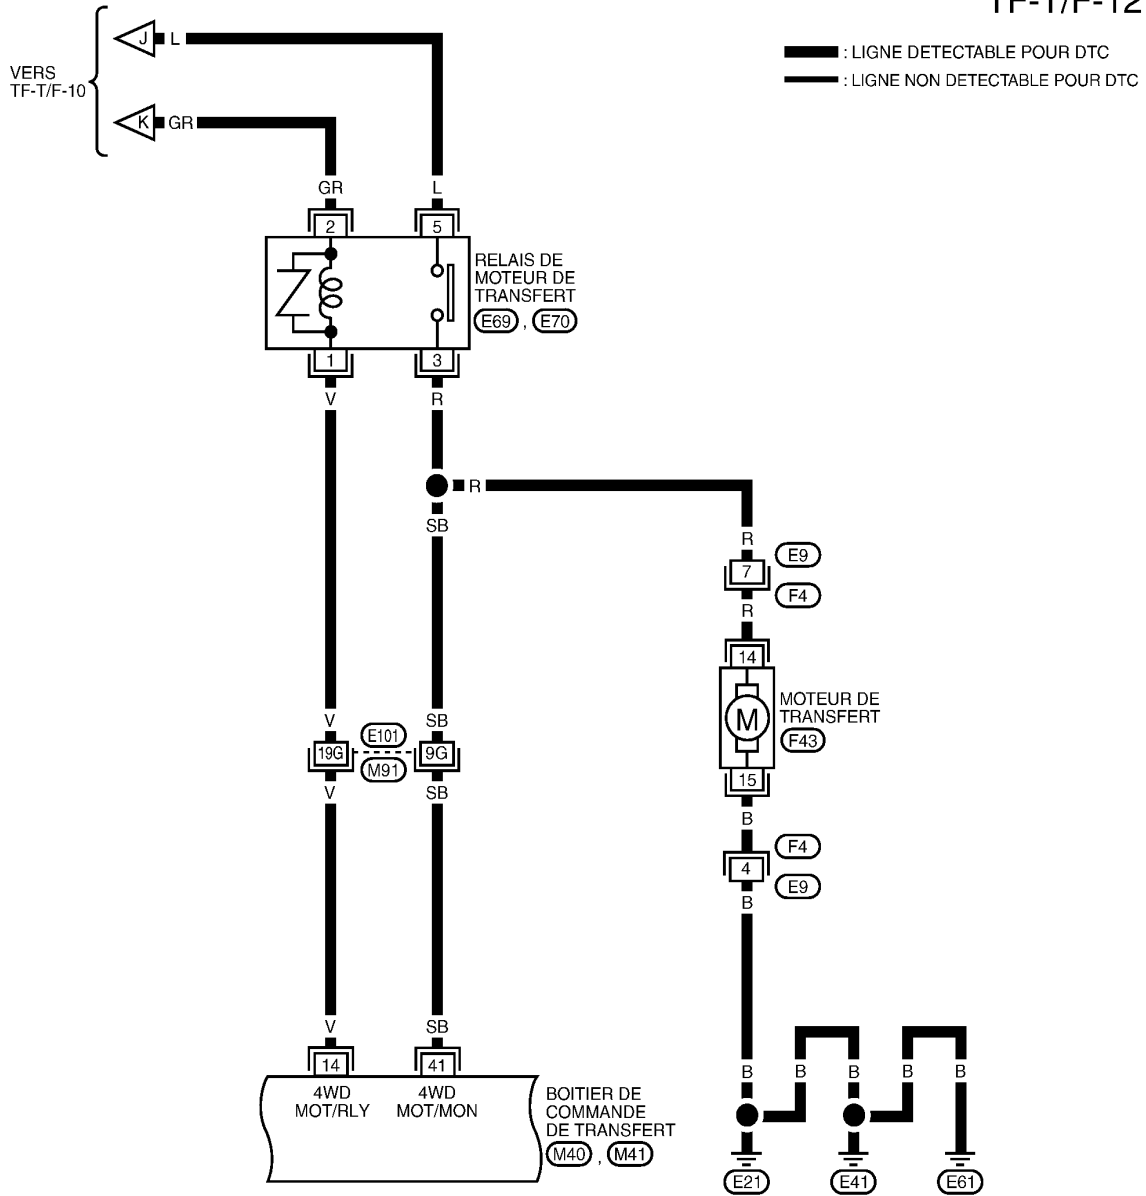 TF-T/F-12
: LIGNE DETECTABLE POUR DTC
: LIGNE NON DETECTABLE POUR DTC
VERS
TF-T/F-10
J L
K GR
GR L
2 5
RELAIS DE
MOTEUR DE
TRANSFERT
E69 , E70
1 3
V R
R
SB
R
E9
7
F4
R
14
M
MOTEUR DE
TRANSFERT
F43
15
V SB
E101
19G 9G
M91
V SB
B
F4
4
E9
B
V SB
14 41
4WD
MOT/RLY
4WD
MOT/MON
BOITIER DE
COMMANDE
DE TRANSFERT
M40 , M41
B B B B B
E21 E41 E61